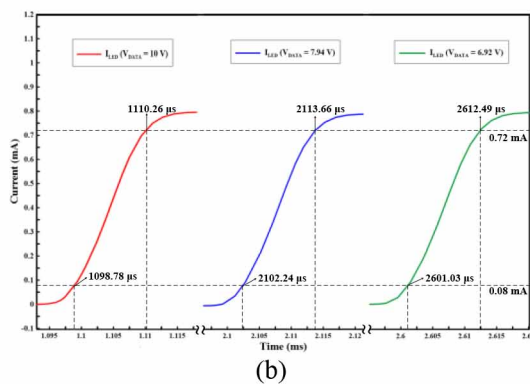 I_LED (V_DATA = 10 V)
I_LED (V_DATA = 7.94 V)
I_LED (V_DATA = 6.92 V)
1110.26 μs
2113.66 μs
2612.49 μs
0.72 mA
1098.78 μs
2102.24 μs
2601.03 μs
0.08 mA
Current (mA)
1.2
1.1
1
0.9
0.8
0.7
0.6
0.5
0.4
0.3
0.2
0.1
0
-0.1
1.095 1.1 1.105 1.11 1.115 2.1 2.105 2.11 2.115 2.12 2.6 2.605 2.61 2.615
Time (ms)
(b)